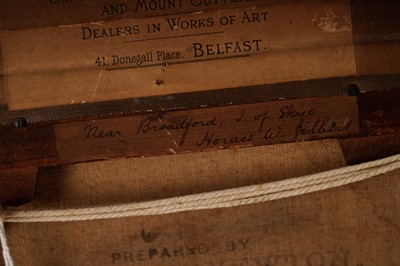 AND MOUNT CUTTERS
DEALERS IN WORKS OF ART
41, Donegall Place, BELFAST.
Near Broadford, I. of Skye
Horace W. Gilbert
PREPARED BY